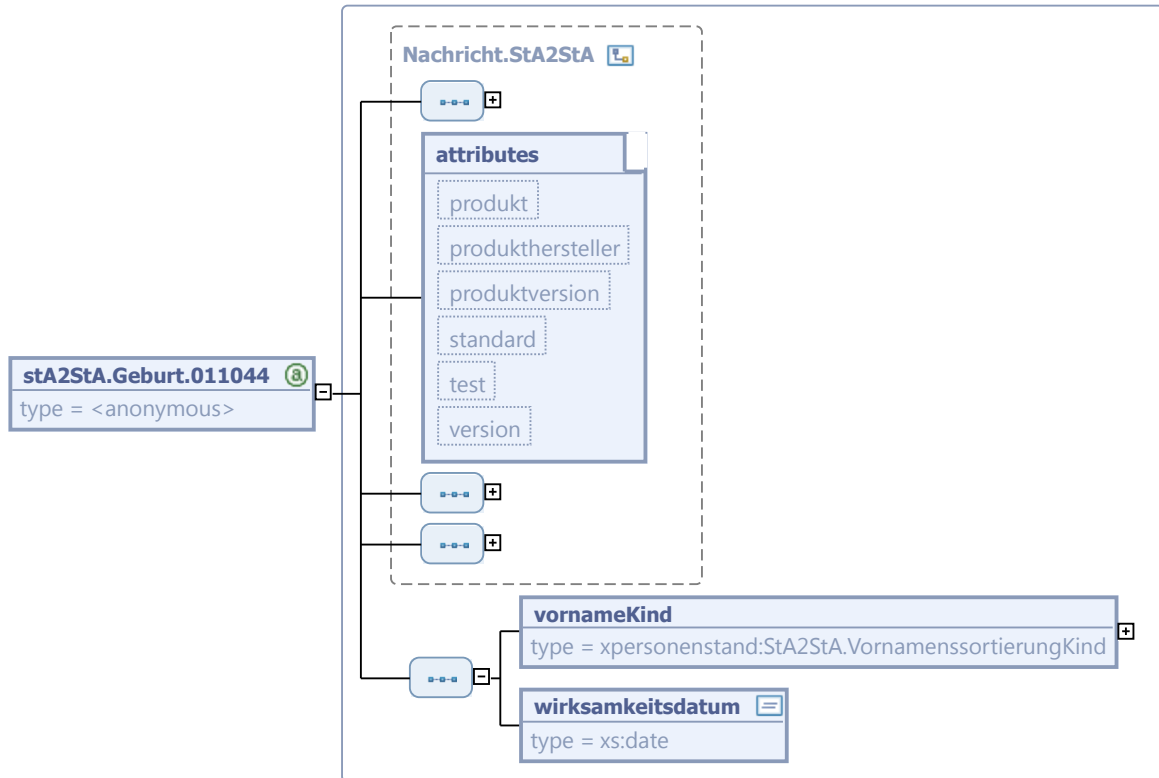 Nachricht.StA2StA
attributes
produkt
produkthersteller
produktversion
standard
test
version
stA2StA.Geburt.011044
type = <anonymous>
vornameKind
type = xpersonenstand:StA2StA.VornamenssortierungKind
wirksamkeitsdatum
type = xs:date